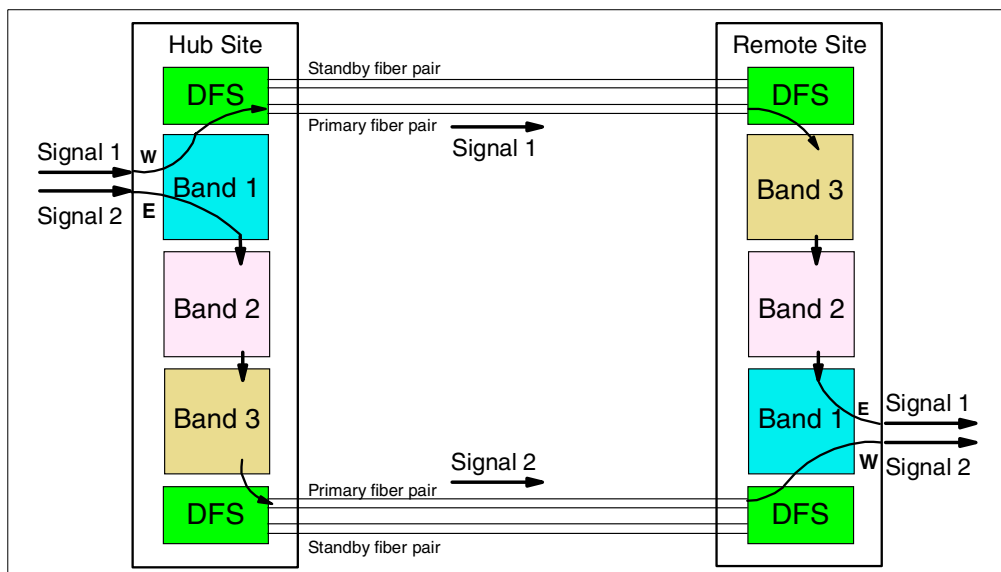 Hub Site
Remote Site
DFS
Standby fiber pair
DFS
Primary fiber pair
Signal 1
Signal 1
W
Signal 2
E
Band 1
Band 3
Band 2
Band 2
Band 3
Band 1
E
Signal 1
W
Signal 2
Signal 2
Primary fiber pair
DFS
Standby fiber pair
DFS